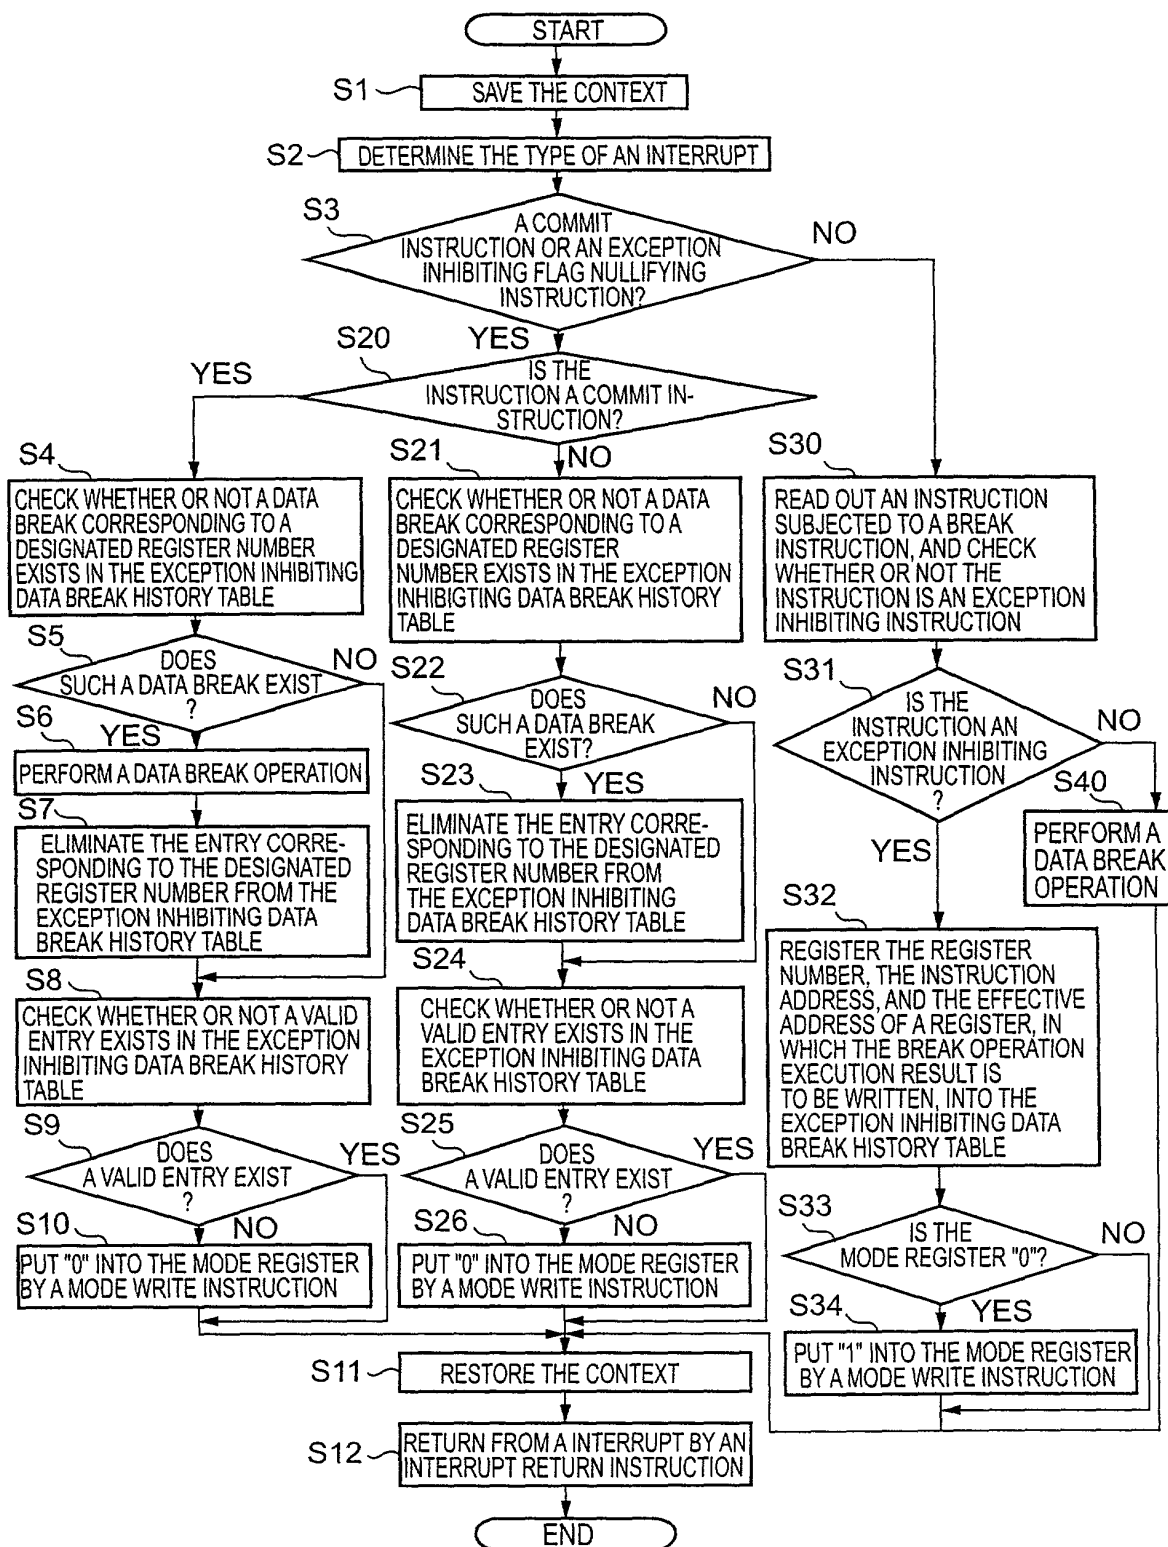 START
S1
SAVE THE CONTEXT
S2
DETERMINE THE TYPE OF AN INTERRUPT
S3
A COMMIT
INSTRUCTION OR AN EXCEPTION
INHIBITING FLAG NULLIFYING
INSTRUCTION?
NO
YES
S20
IS THE
INSTRUCTION A COMMIT IN-
STRUCTION?
YES
NO
S4
CHECK WHETHER OR NOT A DATA
BREAK CORRESPONDING TO A
DESIGNATED REGISTER NUMBER
EXISTS IN THE EXCEPTION INHIBITING
DATA BREAK HISTORY TABLE
S5
DOES
SUCH A DATA BREAK EXIST
?
NO
YES
S6
PERFORM A DATA BREAK OPERATION
S7
ELIMINATE THE ENTRY CORRE-
SPONDING TO THE DESIGNATED
REGISTER NUMBER FROM THE
EXCEPTION INHIBITING DATA
BREAK HISTORY TABLE
S8
CHECK WHETHER OR NOT A VALID
ENTRY EXISTS IN THE EXCEPTION
INHIBITING DATA BREAK HISTORY
TABLE
S9
DOES
A VALID ENTRY EXIST
?
YES
NO
S10
PUT "0" INTO THE MODE REGISTER
BY A MODE WRITE INSTRUCTION
S21
CHECK WHETHER OR NOT A DATA
BREAK CORRESPONDING TO A
DESIGNATED REGISTER
NUMBER EXISTS IN THE EXCEPTION
INHIBIGTING DATA BREAK HISTORY
TABLE
S22
DOES
SUCH A DATA BREAK
EXIST?
NO
YES
S23
ELIMINATE THE ENTRY CORRE-
SPONDING TO THE DESIGNATED
REGISTER NUMBER FROM
THE EXCEPTION INHIBITING
DATA BREAK HISTORY TABLE
S24
CHECK WHETHER OR NOT A
VALID ENTRY EXISTS IN THE
EXCEPTION INHIBITING DATA
BREAK HISTORY TABLE
S25
DOES
A VALID ENTRY EXIST
?
YES
NO
S26
PUT "0" INTO THE MODE REGISTER
BY A MODE WRITE INSTRUCTION
S30
READ OUT AN INSTRUCTION
SUBJECTED TO A BREAK
INSTRUCTION, AND CHECK
WHETHER OR NOT THE
INSTRUCTION IS AN EXCEPTION
INHIBITING INSTRUCTION
S31
IS THE
INSTRUCTION AN
EXCEPTION INHIBITING
INSTRUCTION
?
NO
YES
S40
PERFORM A
DATA BREAK
OPERATION
S32
REGISTER THE REGISTER
NUMBER, THE INSTRUCTION
ADDRESS, AND THE EFFECTIVE
ADDRESS OF A REGISTER, IN
WHICH THE BREAK OPERATION
EXECUTION RESULT IS
TO BE WRITTEN, INTO THE
EXCEPTION INHIBITING DATA
BREAK HISTORY TABLE
S33
IS THE
MODE REGISTER "0"?
NO
YES
S34
PUT "1" INTO THE MODE REGISTER
BY A MODE WRITE INSTRUCTION
S11
RESTORE THE CONTEXT
S12
RETURN FROM A INTERRUPT BY AN
INTERRUPT RETURN INSTRUCTION
END